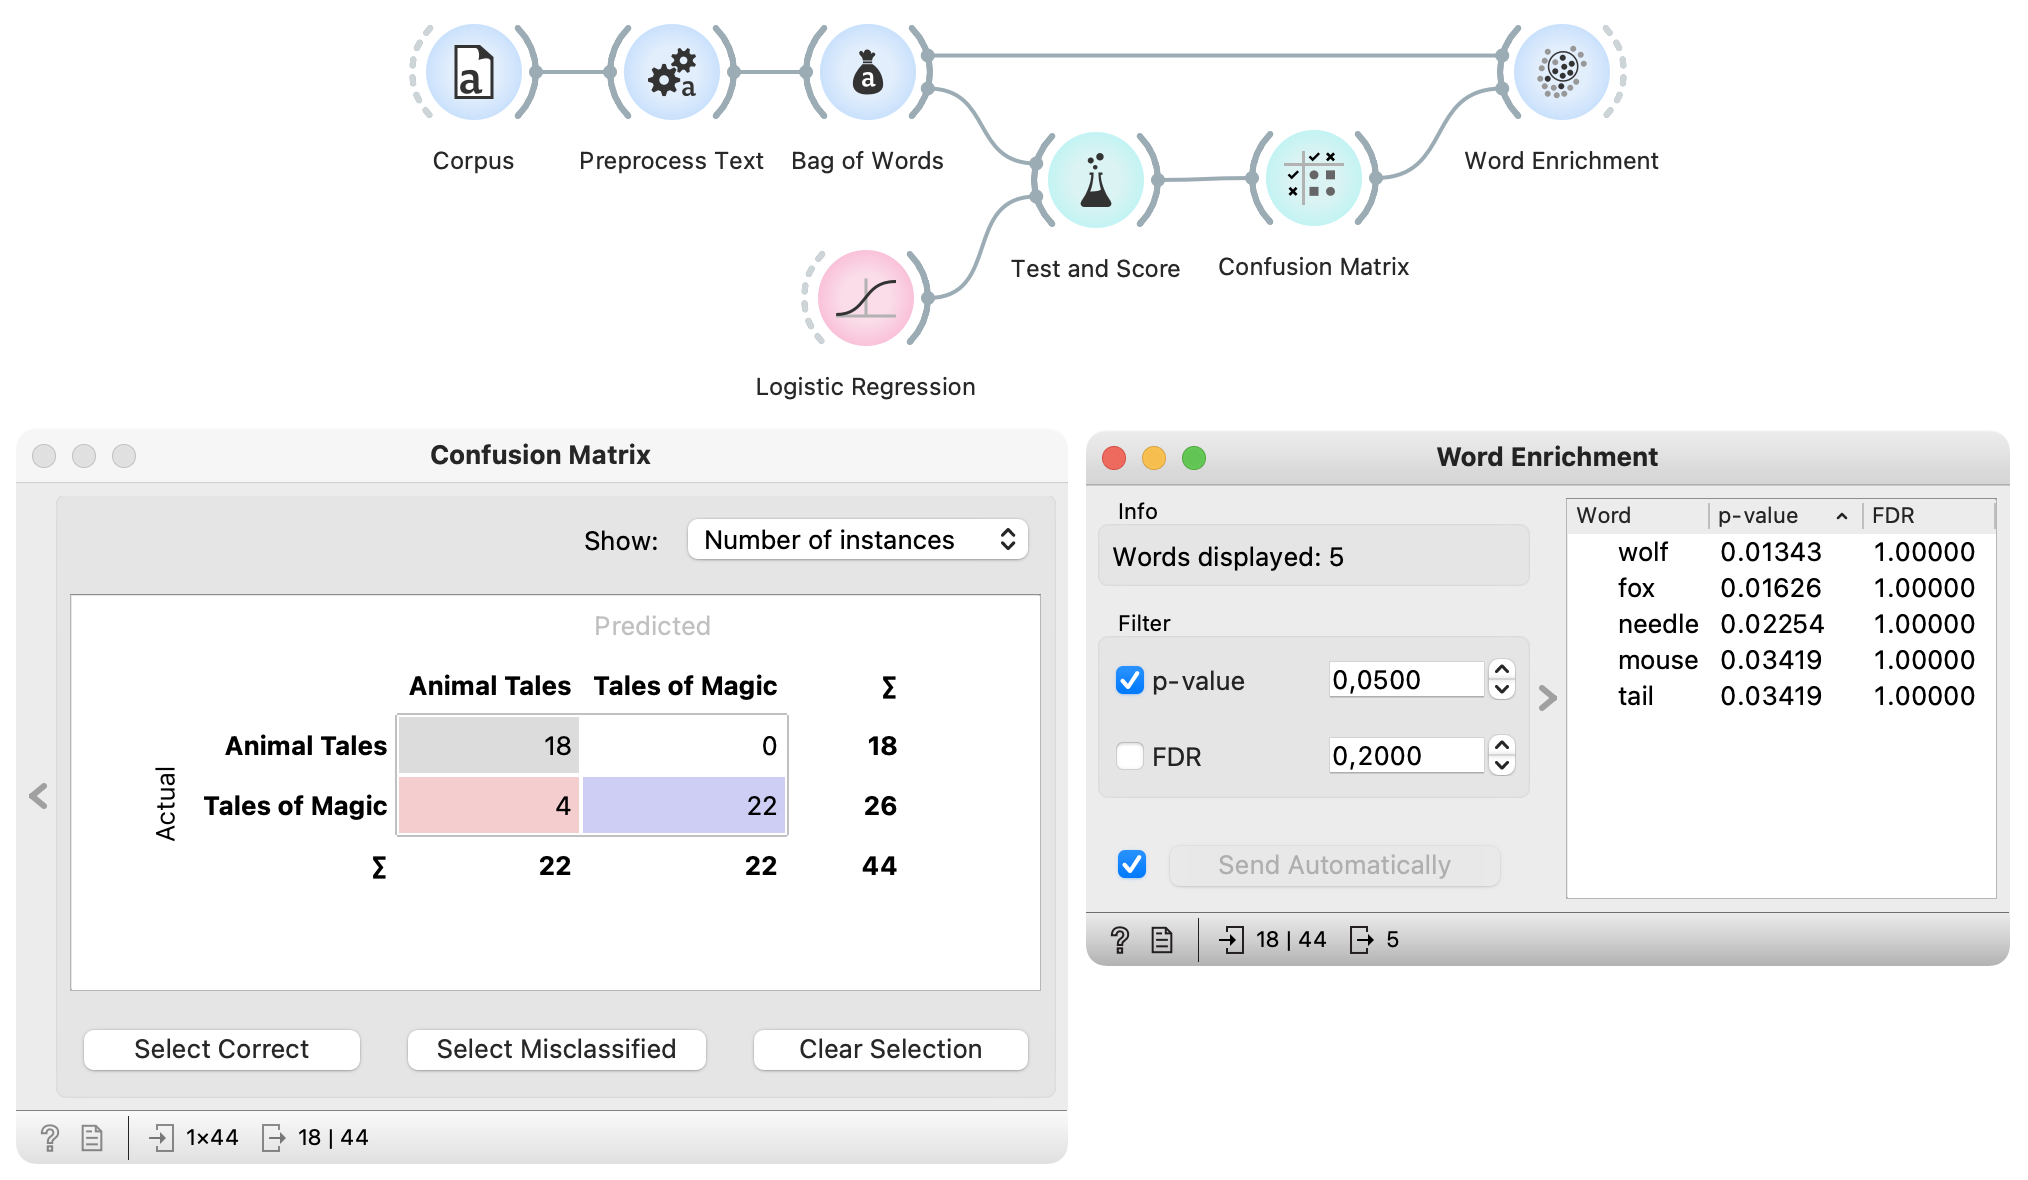 Corpus
Preprocess Text
Bag of Words
Word Enrichment
Test and Score
Confusion Matrix
Logistic Regression
Confusion Matrix
Show: Number of instances
Predicted
Animal Tales Tales of Magic Σ
Actual
Animal Tales 18 0 18
Tales of Magic 4 22 26
Σ 22 22 44
Select Correct Select Misclassified Clear Selection
? 1×44 18 | 44
Word Enrichment
Info
Words displayed: 5
Filter
p-value 0,0500
FDR 0,2000
Send Automatically
Word p-value FDR
wolf 0.01343 1.00000
fox 0.01626 1.00000
needle 0.02254 1.00000
mouse 0.03419 1.00000
tail 0.03419 1.00000
? 18 | 44 5